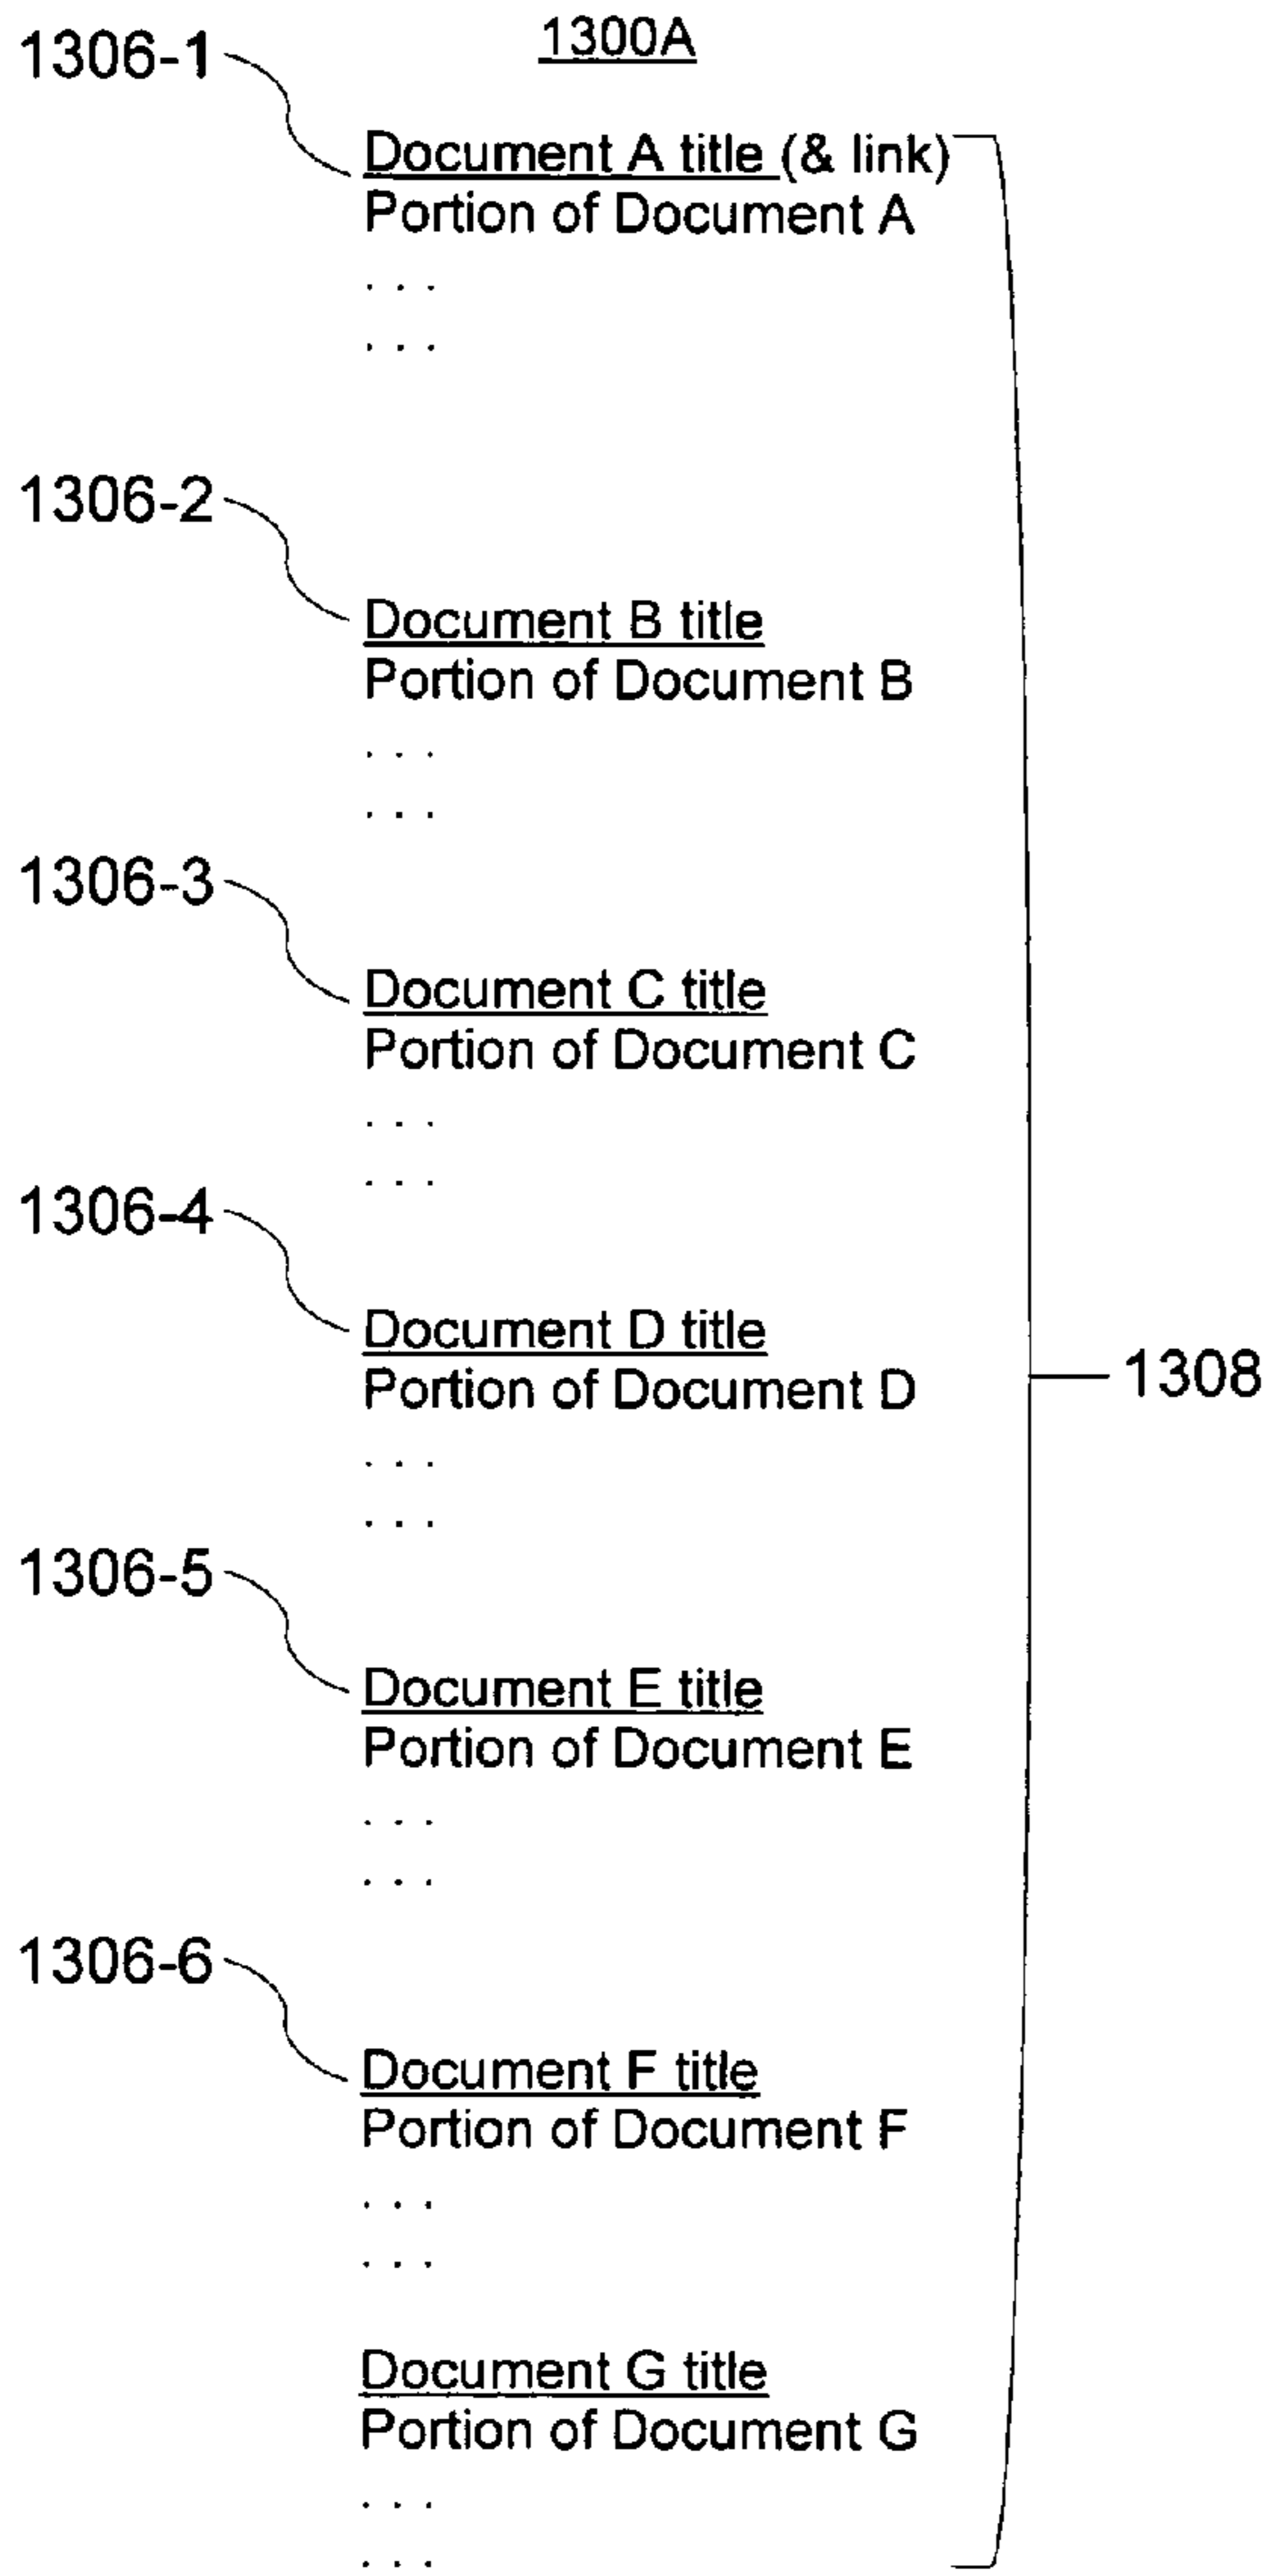 1300A
1306-1
Document A title (& link)
Portion of Document A
. . .
. . .
1306-2
Document B title
Portion of Document B
. . .
. . .
1306-3
Document C title
Portion of Document C
. . .
. . .
1306-4
Document D title
Portion of Document D
. . .
. . .
1308
1306-5
Document E title
Portion of Document E
. . .
. . .
1306-6
Document F title
Portion of Document F
. . .
. . .
Document G title
Portion of Document G
. . .
. . .